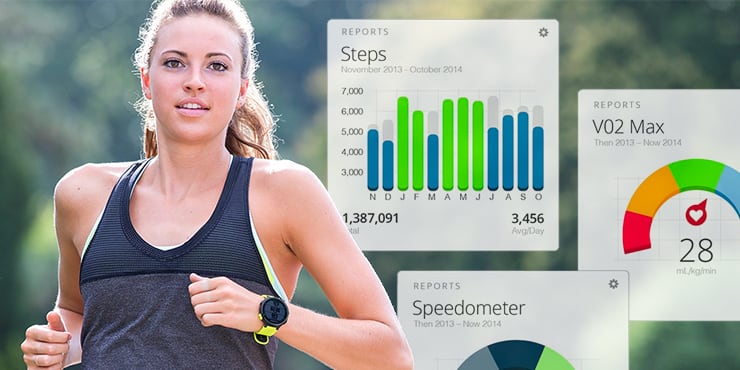 REPORTS
Steps
November 2013 - October 2014
7,000
6,000
5,000
4,000
3,000
N D J F M A M J J A S O
1,387,091 3,456
tal Avg/Day
REPORTS
V02 Max
Then 2013 – Now 2014
28
mL/kg/min
REPORTS
Speedometer
Then 2013 – Now 2014